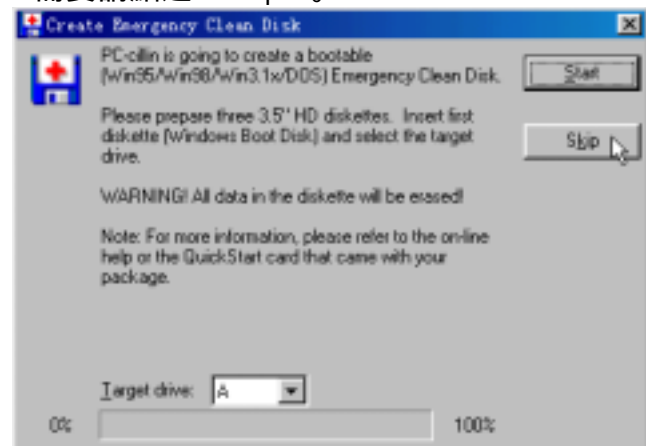 Create Emergency Clean Disk
PC-cillin is going to create a bootable
(Win95/Win98/Win3.1x/DOS) Emergency Clean Disk.
Start
Please prepare three 3.5" HD diskettes. Insert first
diskette (Windows Boot Disk) and select the target
drive.
Skip
WARNING! All data in the diskette will be erased!
Note: For more information, please refer to the on-line
help or the QuickStart card that came with your
package.
Target drive: A
0% 100%